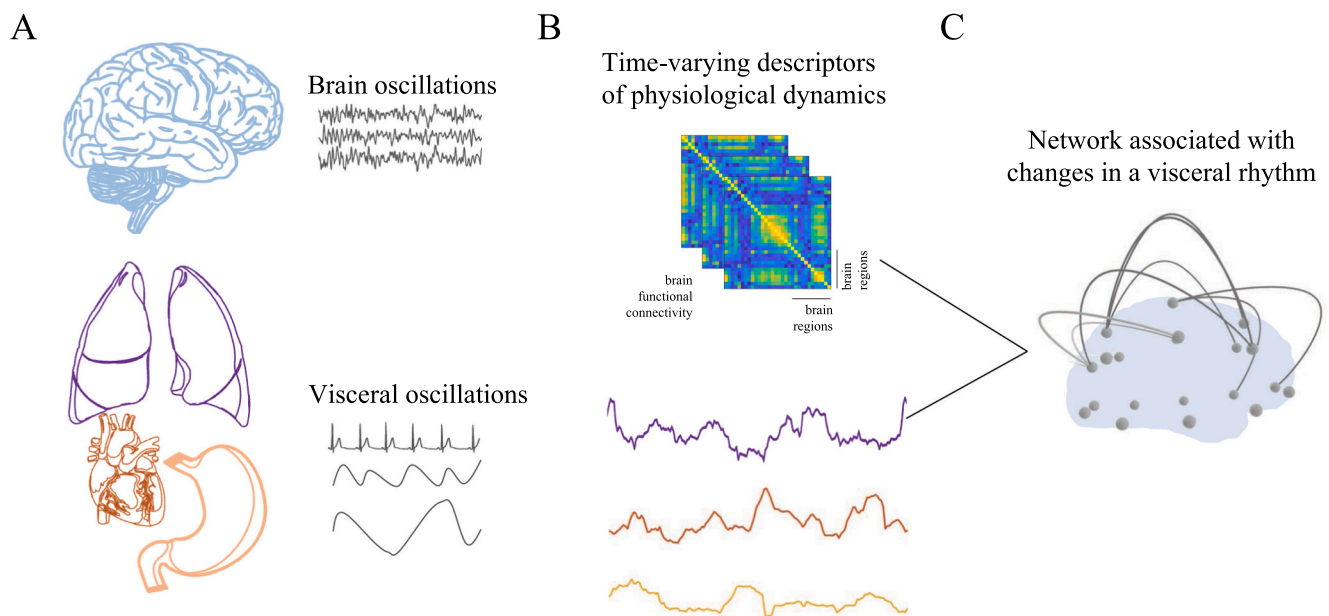 A
Brain oscillations
Visceral oscillations
B
Time-varying descriptors
of physiological dynamics
brain
functional
connectivity
brain
regions
brain
regions
C
Network associated with
changes in a visceral rhythm